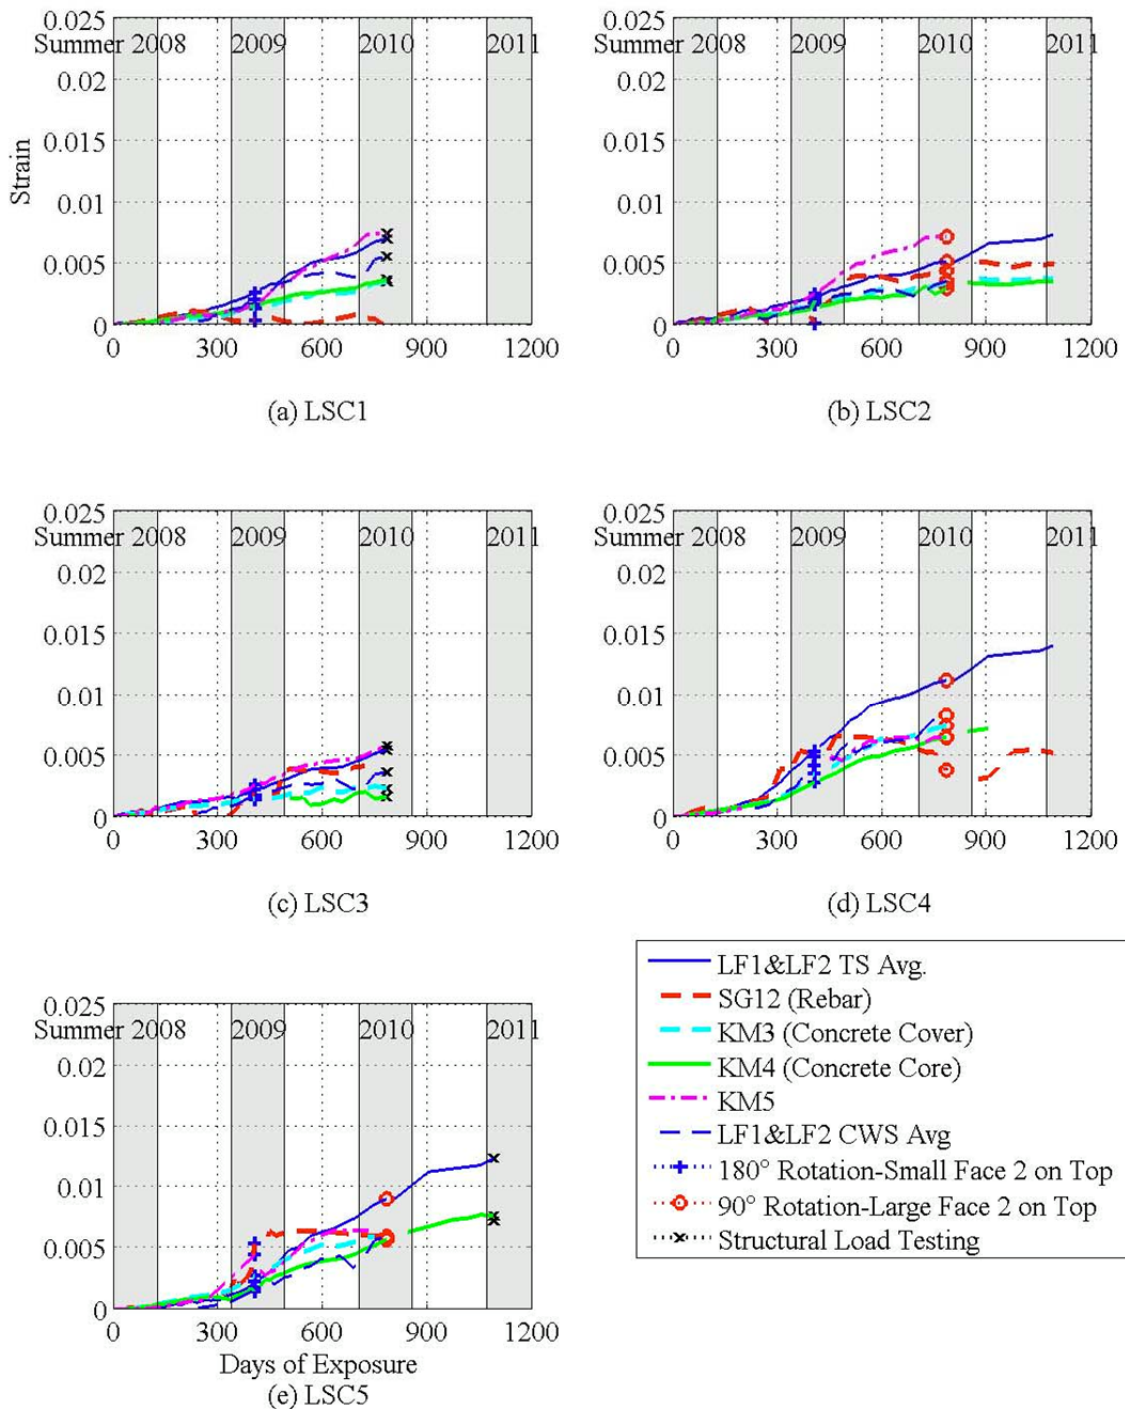 0.025
Summer 2008 2009 2010 2011
0.02
0.015
0.01
0.005
0
0 300 600 900 1200
Strain
(a) LSC1
0.025
Summer 2008 2009 2010 2011
0.02
0.015
0.01
0.005
0
0 300 600 900 1200
(b) LSC2
0.025
Summer 2008 2009 2010 2011
0.02
0.015
0.01
0.005
0
0 300 600 900 1200
(c) LSC3
0.025
Summer 2008 2009 2010 2011
0.02
0.015
0.01
0.005
0
0 300 600 900 1200
(d) LSC4
0.025
Summer 2008 2009 2010 2011
0.02
0.015
0.01
0.005
0
0 300 600 900 1200
Days of Exposure
(e) LSC5
LF1&LF2 TS Avg.
SG12 (Rebar)
KM3 (Concrete Cover)
KM4 (Concrete Core)
KM5
LF1&LF2 CWS Avg
180° Rotation-Small Face 2 on Top
90° Rotation-Large Face 2 on Top
Structural Load Testing